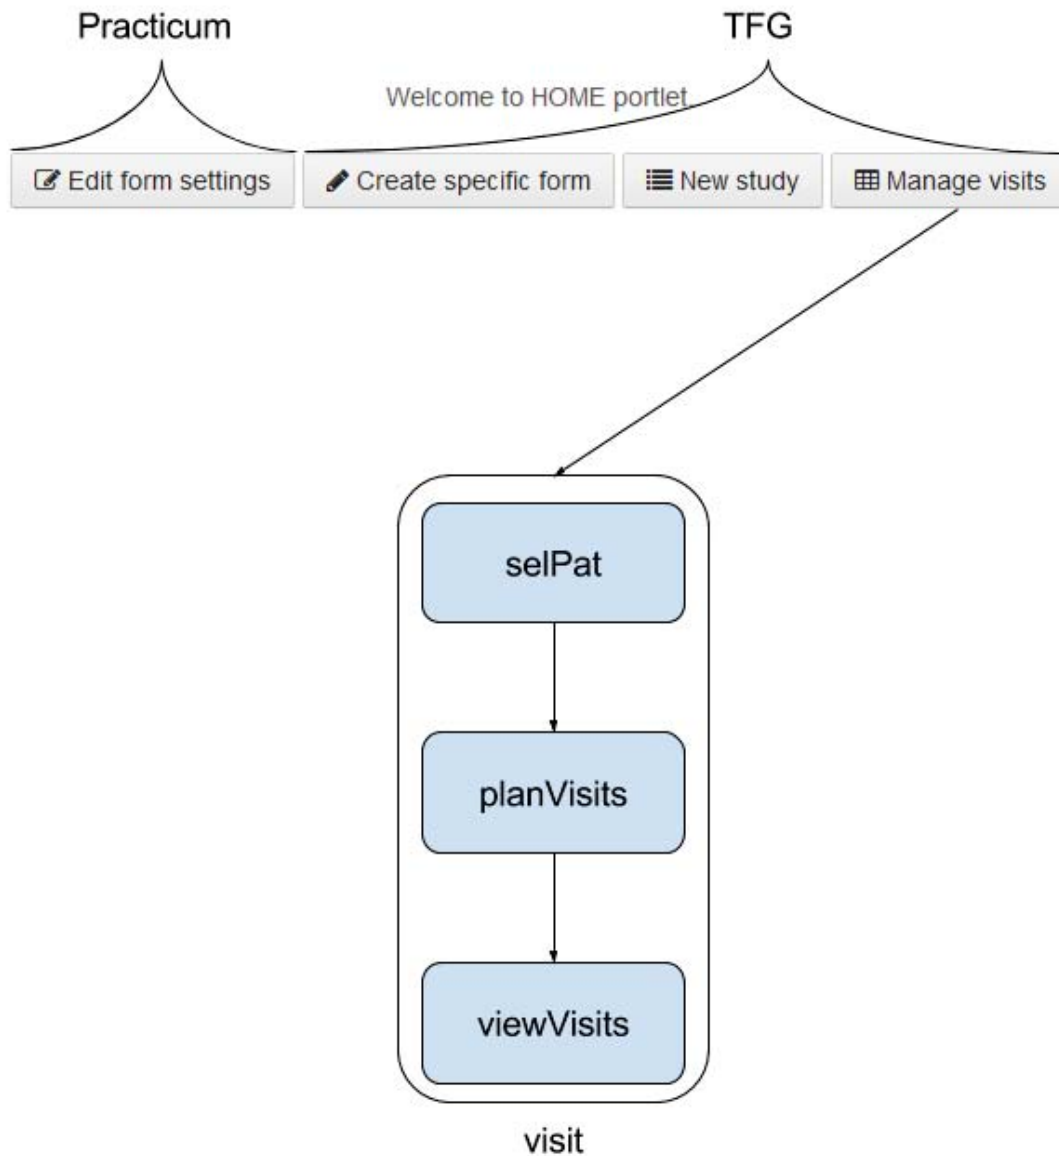 Practicum TFG
Welcome to HOME portlet
Edit form settings Create specific form New study Manage visits
selPat
planVisits
viewVisits
visit